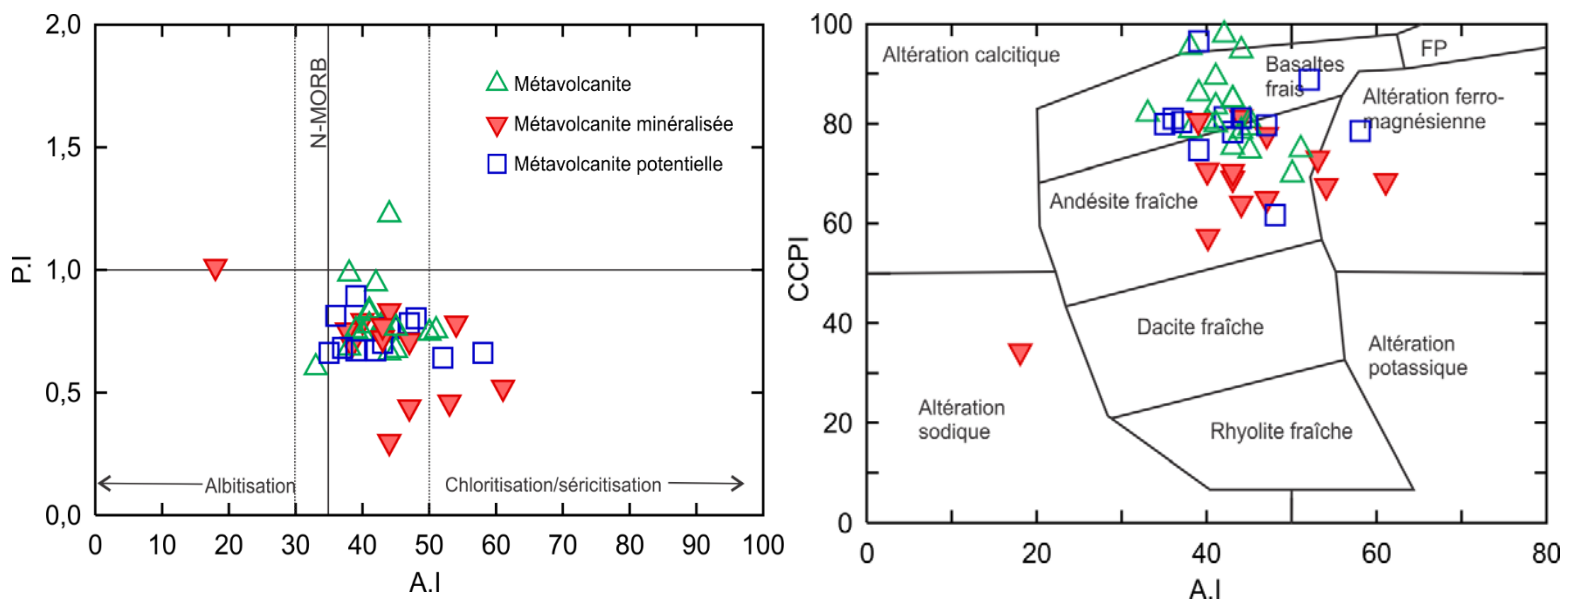 2,0
1,5
1,0
0,5
0,0
P.I
N-MORB
Métavolcanite
Métavolcanite minéralisée
Métavolcanite potentielle
Albitisation
Chloritisation/séricitisation
0 10 20 30 40 50 60 70 80 90 100
A.I
100
80
60
40
20
0
CCPI
Altération calcitique
Basaltes
frais
FP
Altération ferro-
magnésienne
Andésite fraîche
Dacite fraîche
Altération
potassique
Altération
sodique
Rhyolite fraîche
0 20 40 60 80
A.I